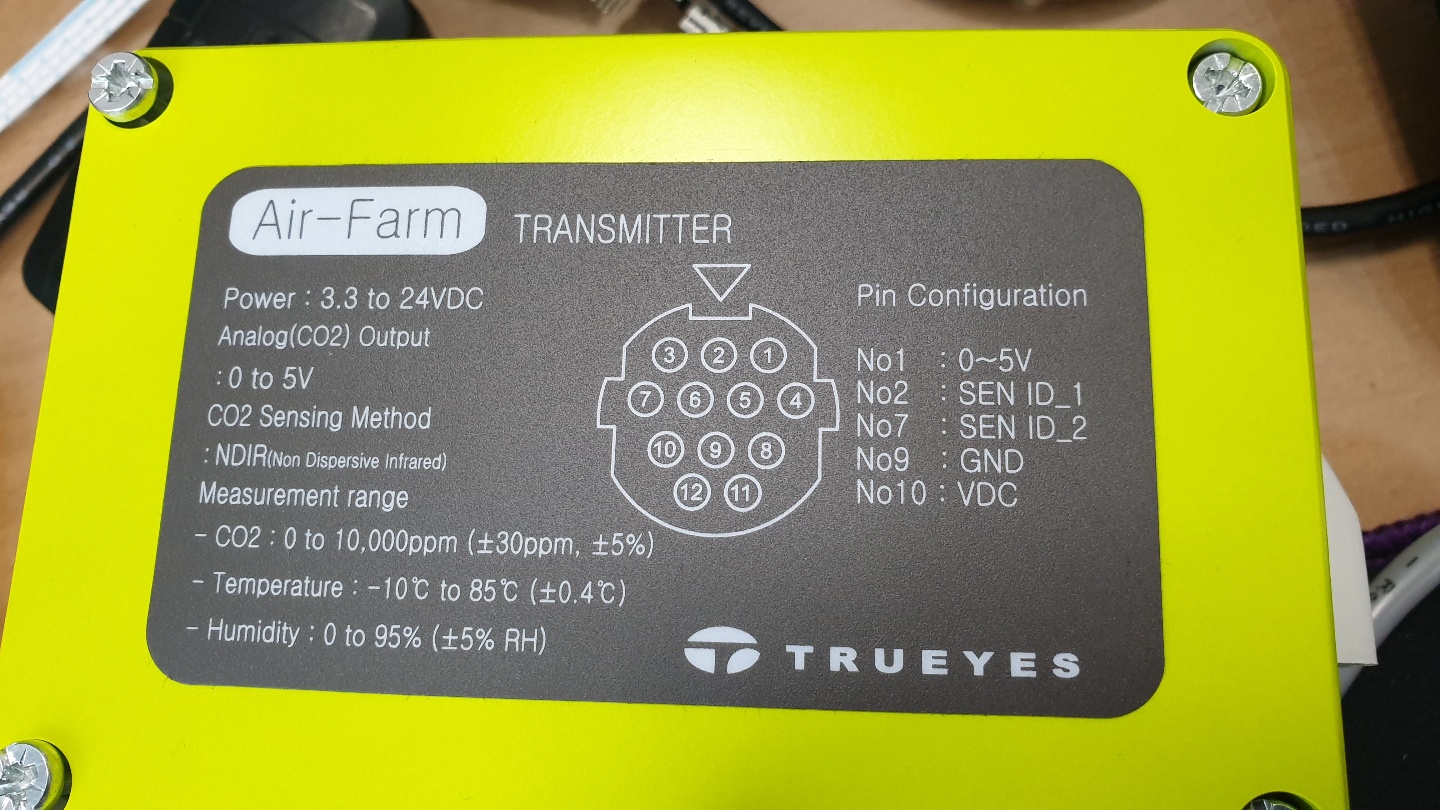 Air-Farm TRANSMITTER
Power : 3.3 to 24VDC
Analog(CO2) Output
: 0 to 5V
CO2 Sensing Method
: NDIR(Non Dispersive Infrared)
Measurement range
- CO2 : 0 to 10,000ppm (±30ppm, ±5%)
- Temperature : -10℃ to 85℃ (±0.4℃)
- Humidity : 0 to 95% (±5% RH)
3 2 1
7 6 5 4
10 9 8
12 11
Pin Configuration
No1 : 0~5V
No2 : SEN ID_1
No7 : SEN ID_2
No9 : GND
No10 : VDC
TRUEYES